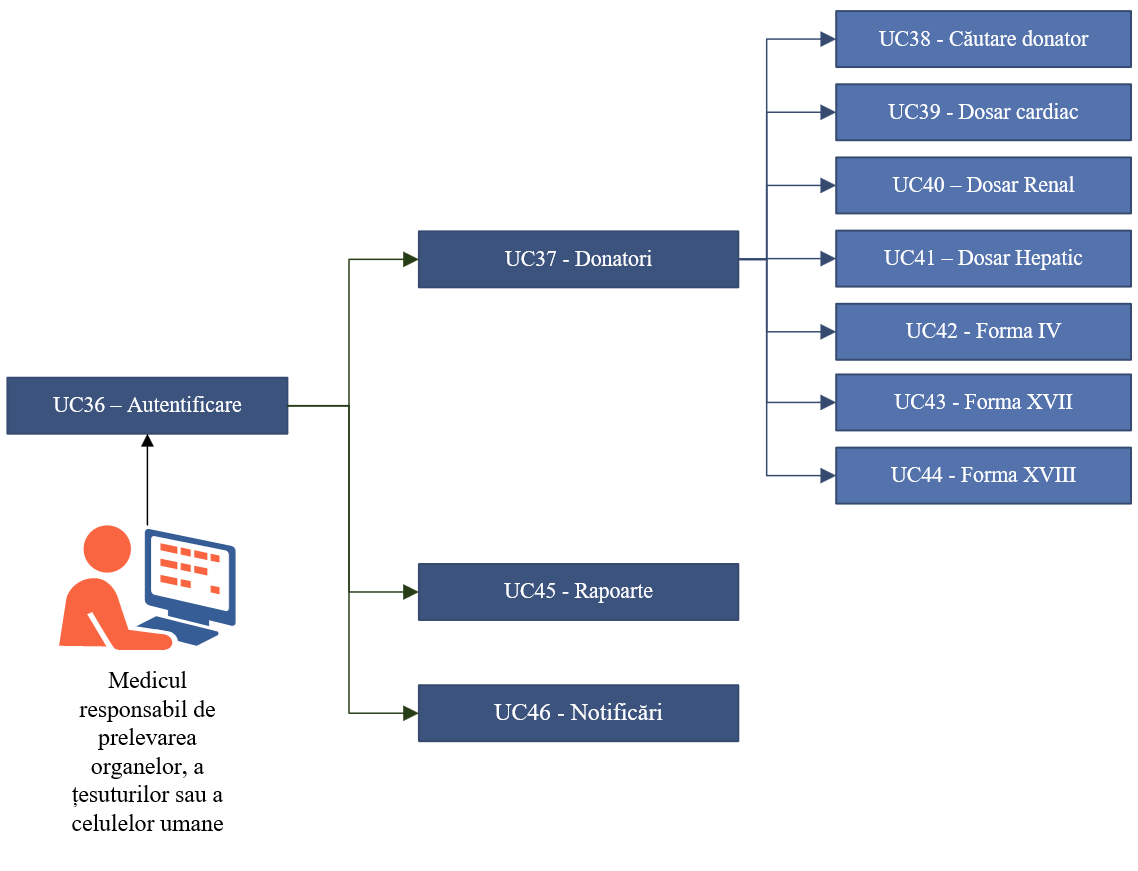 UC38 - Căutare donator
UC39 - Dosar cardiac
UC40 – Dosar Renal
UC37 - Donatori
UC41 – Dosar Hepatic
UC42 - Forma IV
UC36 – Autentificare
UC43 - Forma XVII
UC44 - Forma XVIII
UC45 - Rapoarte
Medicul
responsabil de
prelevarea
organelor, a
țesuturilor sau a
celulelor umane
UC46 - Notificări